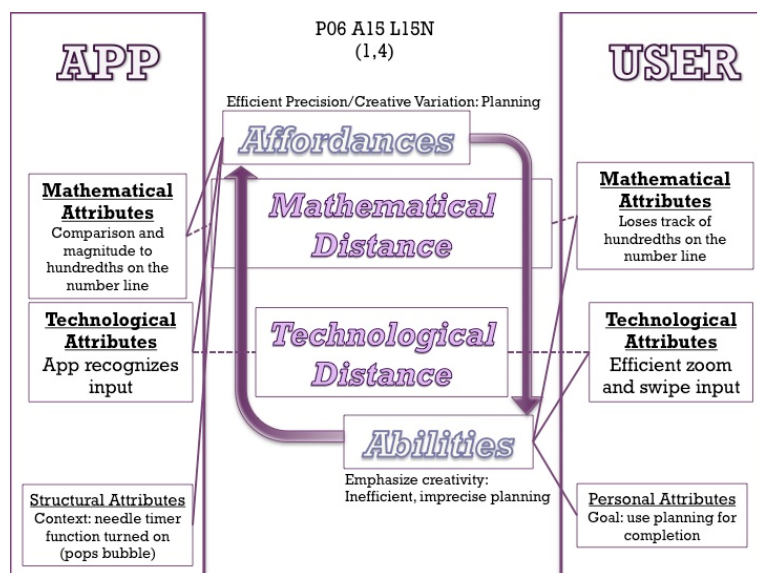 P06 A15 L15N
(1,4)
APP
USER
Efficient Precision/Creative Variation: Planning
Affordances
Mathematical
Attributes
Comparison and
magnitude to
hundredths on the
number line
Mathematical
Distance
Mathematical
Attributes
Loses track of
hundredths on the
number line
Technological
Attributes
App recognizes
input
Technological
Distance
Technological
Attributes
Efficient zoom
and swipe input
Abilities
Emphasize creativity:
Inefficient, imprecise planning
Structural Attributes
Context: needle timer
function turned on
(pops bubble)
Personal Attributes
Goal: use planning for
completion